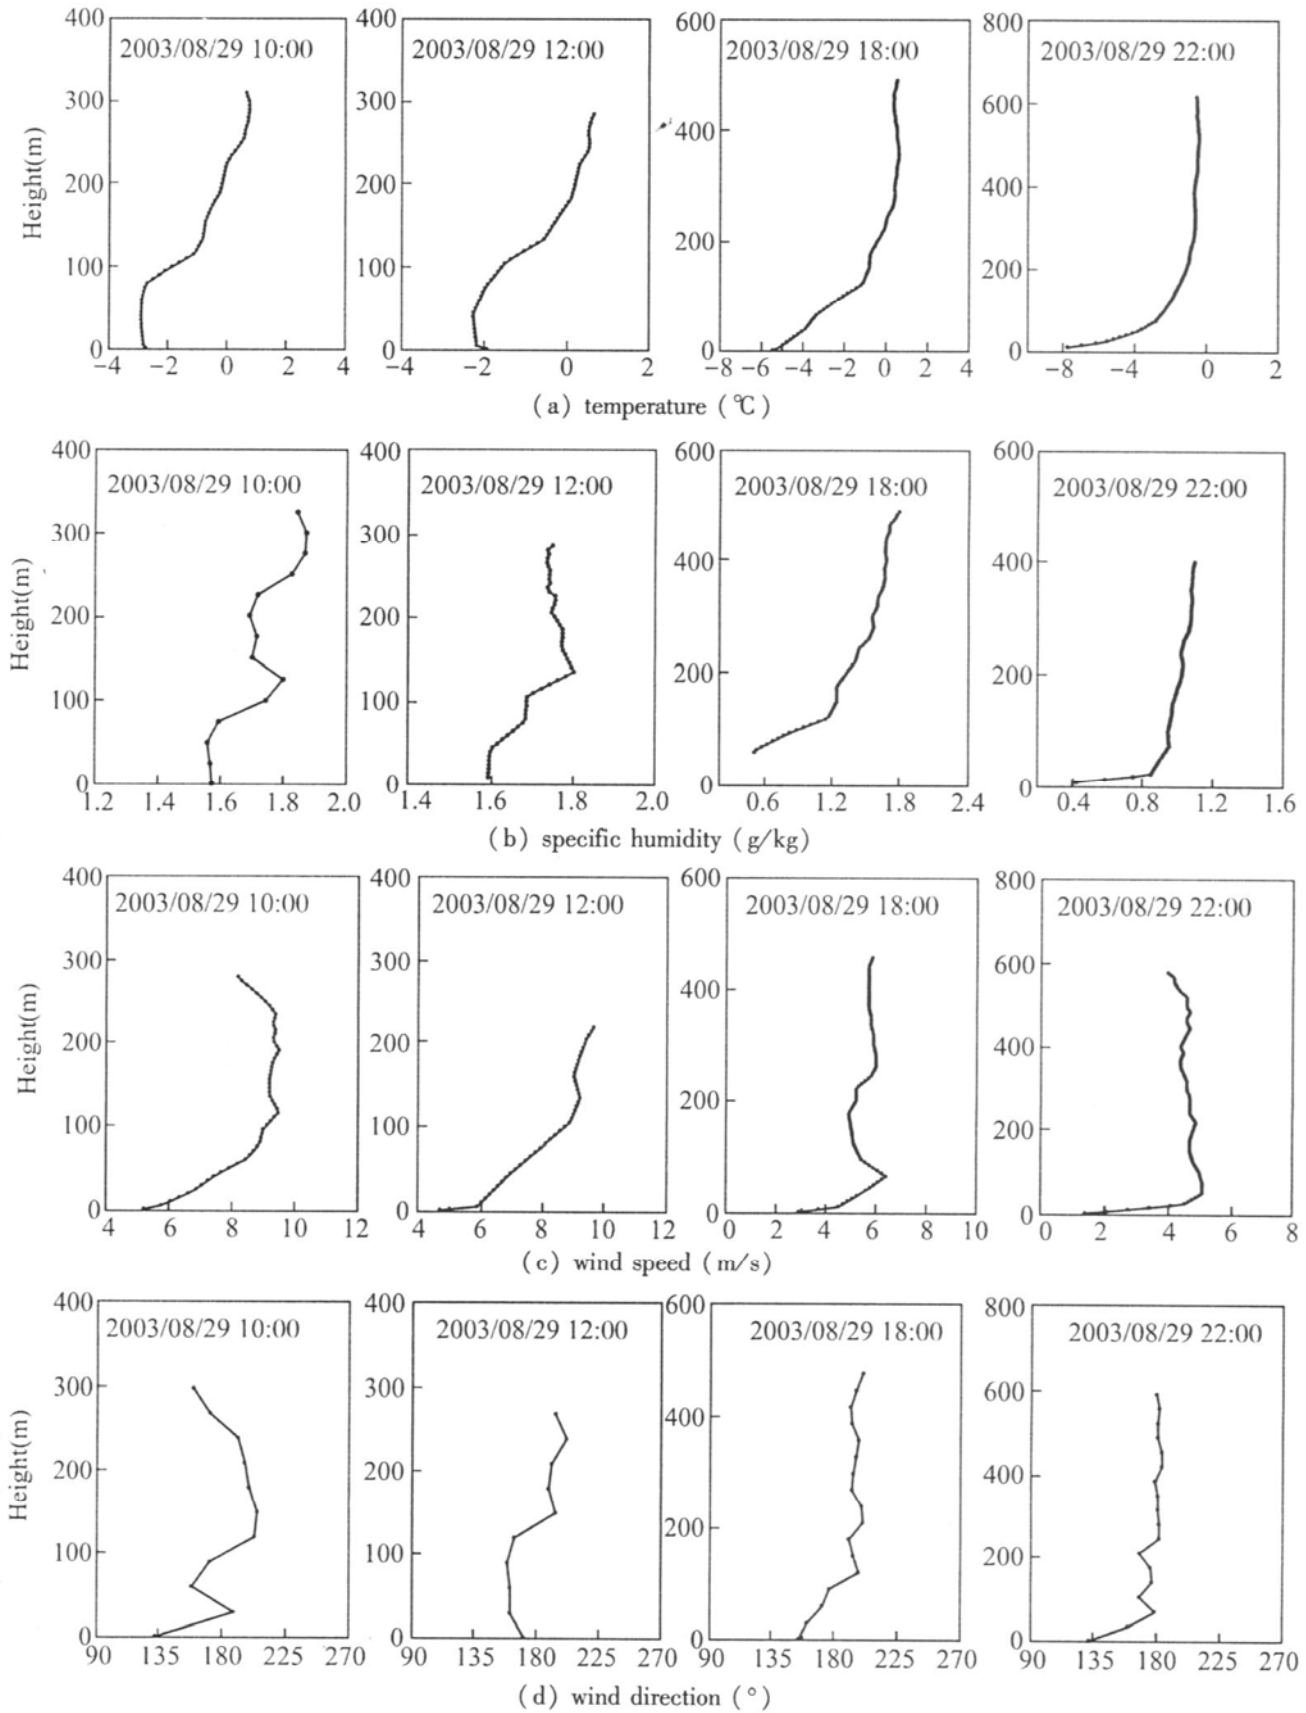 400 400 600 800
2003/08/29 10:00 2003/08/29 12:00 2003/08/29 18:00 2003/08/29 22:00
300 300 400 600
Height(m)
200 200 200 400
100 100 200
0 0 0 0
−4 −2 0 2 4 −4 −2 0 2 −8 −6 −4 −2 0 2 4 −8 −4 0 2
(a) temperature (℃)
400 400 600 600
2003/08/29 10:00 2003/08/29 12:00 2003/08/29 18:00 2003/08/29 22:00
300 300 400 400
Height(m)
200 200 200 200
100 100
0 0 0 0
1.2 1.4 1.6 1.8 2.0 1.4 1.6 1.8 2.0 0.6 1.2 1.8 2.4 0.4 0.8 1.2 1.6
(b) specific humidity (g/kg)
400 400 600 800
2003/08/29 10:00 2003/08/29 12:00 2003/08/29 18:00 2003/08/29 22:00
300 300 400 600
Height(m)
200 200 200 400
100 100 200
0 0 0 0
4 6 8 10 12 4 6 8 10 12 0 2 4 6 8 10 0 2 4 6 8
(c) wind speed (m/s)
400 400 600 800
2003/08/29 10:00 2003/08/29 12:00 2003/08/29 18:00 2003/08/29 22:00
300 300 400 600
Height(m)
200 200 200 400
100 100 200
0 0 0 0
90 135 180 225 270 90 135 180 225 270 90 135 180 225 270 90 135 180 225 270
(d) wind direction (°)